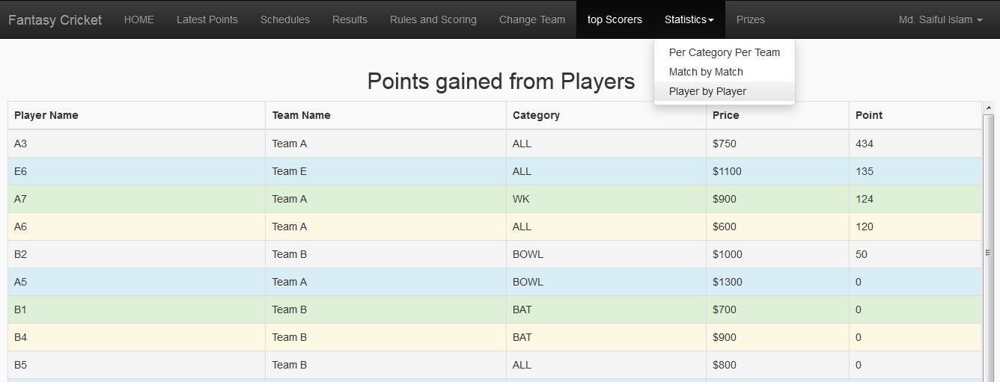 Fantasy Cricket HOME Latest Points Schedules Results Rules and Scoring Change Team top Scorers Statistics Prizes Md. Saiful Islam
Per Category Per Team
Match by Match
Player by Player
Points gained from Players
Player Name Team Name Category Price Point
A3 Team A ALL $750 434
E6 Team E ALL $1100 135
A7 Team A WK $900 124
A6 Team A ALL $600 120
B2 Team B BOWL $1000 50
A5 Team A BOWL $1300 0
B1 Team B BAT $700 0
B4 Team B BAT $900 0
B5 Team B ALL $800 0